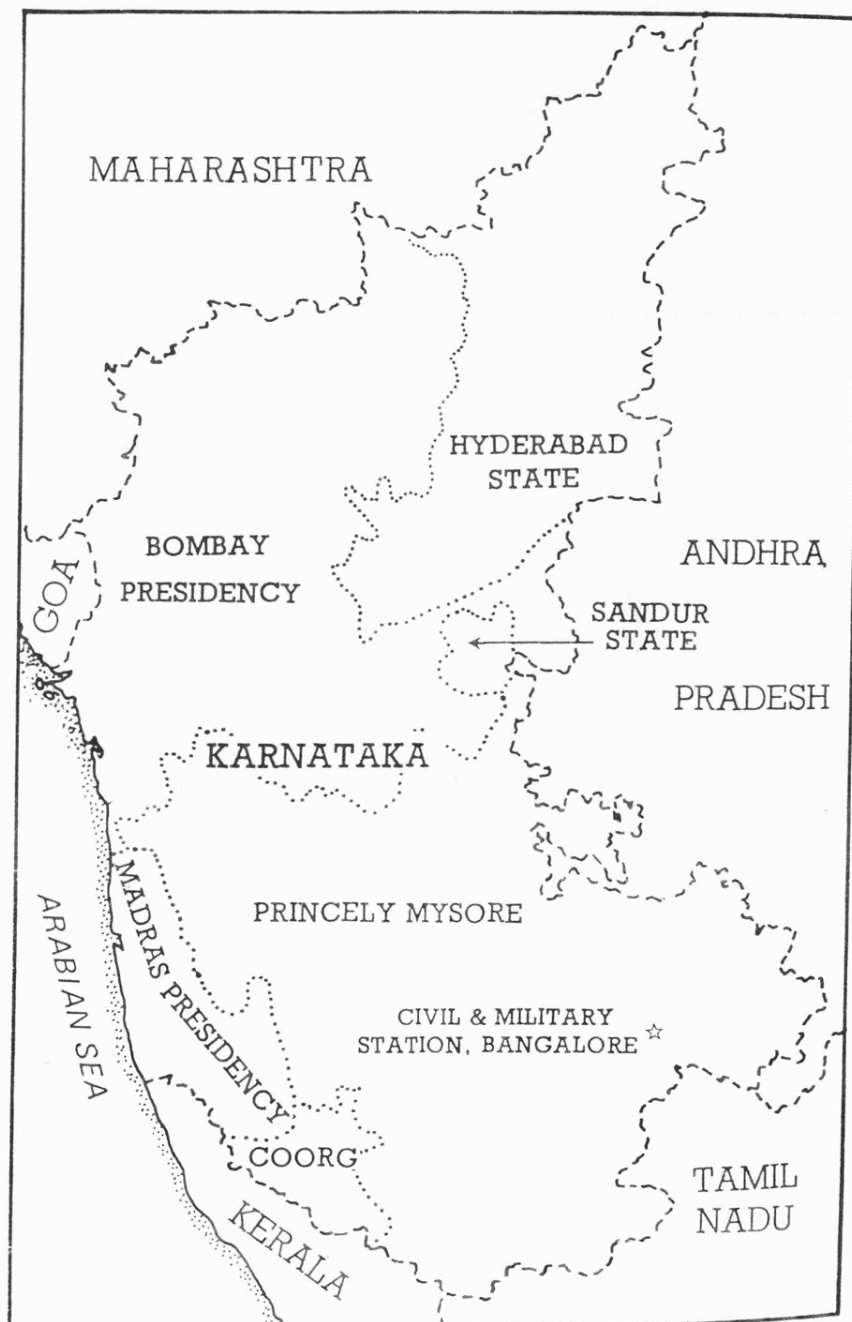 MAHARASHTRA
HYDERABAD
STATE
BOMBAY
PRESIDENCY
GOA
ANDHRA
PRADESH
SANDUR
STATE
KARNATAKA
MADRAS PRESIDENCY
PRINCELY MYSORE
ARABIAN SEA
CIVIL & MILITARY
STATION, BANGALORE
COORG
KERALA
TAMIL
NADU